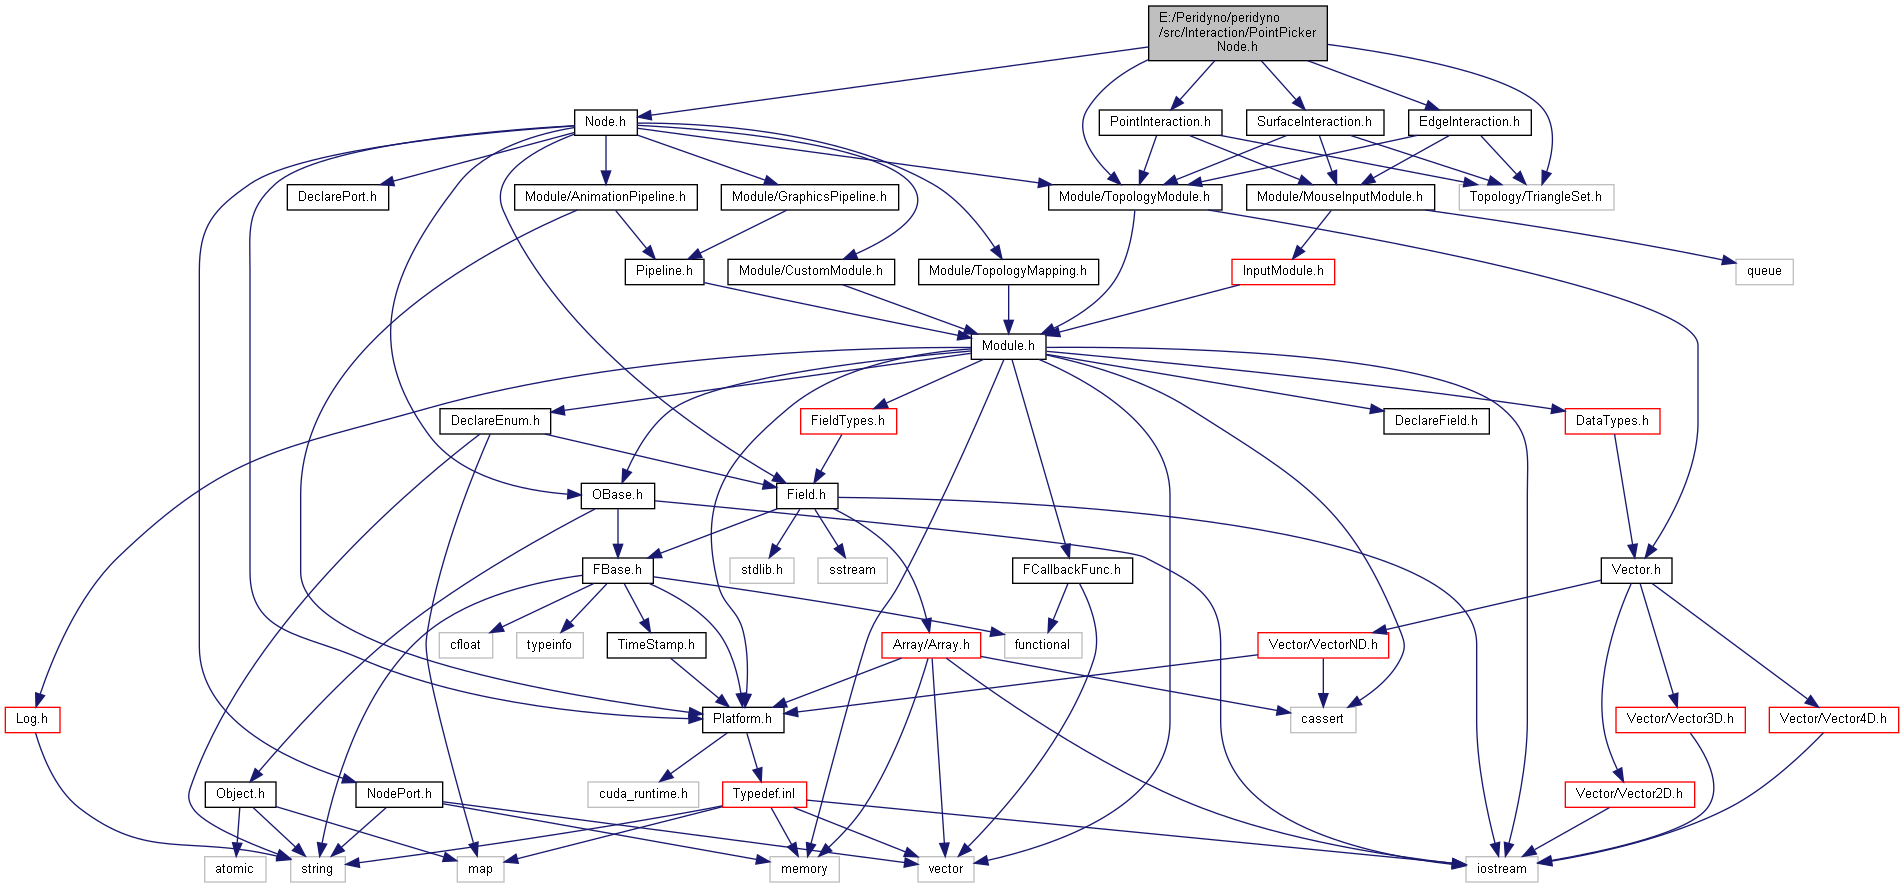 E:/Peridyno/peridyno
/src/Interaction/PointPicker
Node.h
Node.h
PointInteraction.h
SurfaceInteraction.h
EdgeInteraction.h
DeclarePort.h
Module/AnimationPipeline.h
Module/GraphicsPipeline.h
Module/TopologyModule.h
Module/MouseInputModule.h
Topology/TriangleSet.h
Pipeline.h
Module/CustomModule.h
Module/TopologyMapping.h
InputModule.h
queue
Module.h
DeclareEnum.h
FieldTypes.h
DeclareField.h
DataTypes.h
OBase.h
Field.h
FBase.h
stdlib.h
sstream
FCallbackFunc.h
Vector.h
cfloat
typeinfo
TimeStamp.h
Array/Array.h
functional
Vector/VectorND.h
Log.h
Platform.h
cassert
Vector/Vector3D.h
Vector/Vector4D.h
Object.h
NodePort.h
cuda_runtime.h
Typedef.inl
Vector/Vector2D.h
atomic
string
map
memory
vector
iostream